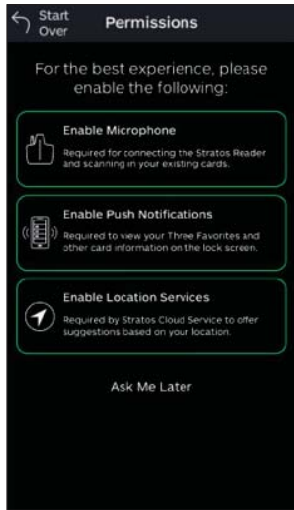 Start
Over
Permissions
For the best experience, please
enable the following:
Enable Microphone
Required for connecting the Stratos Reader
and scanning in your existing cards.
Enable Push Notifications
Required to view your Three Favorites and
other card information on the lock screen.
Enable Location Services
Required by Stratos Cloud Service to offer
suggestions based on your location.
Ask Me Later